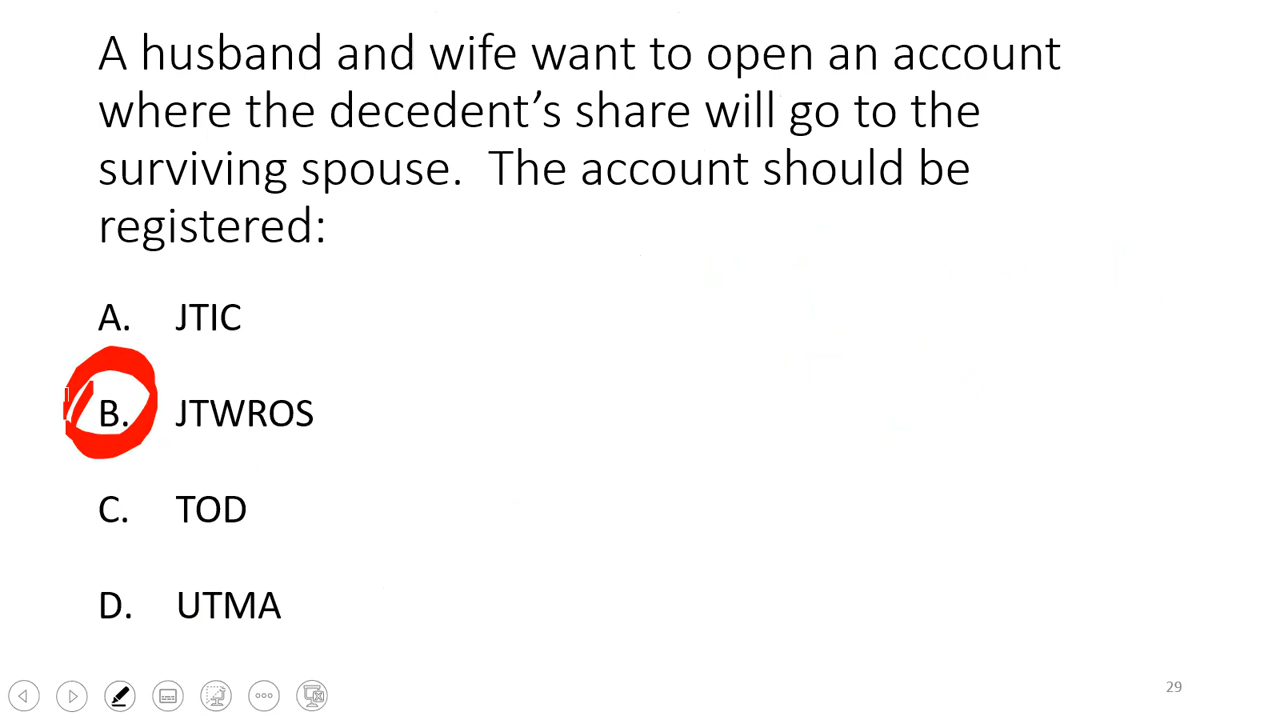 A husband and wife want to open an account
where the decedent’s share will go to the
surviving spouse.  The account should be
registered:
A. JTIC
B. JTWROS
C. TOD
D. UTMA
29